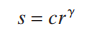 s = cr^γ